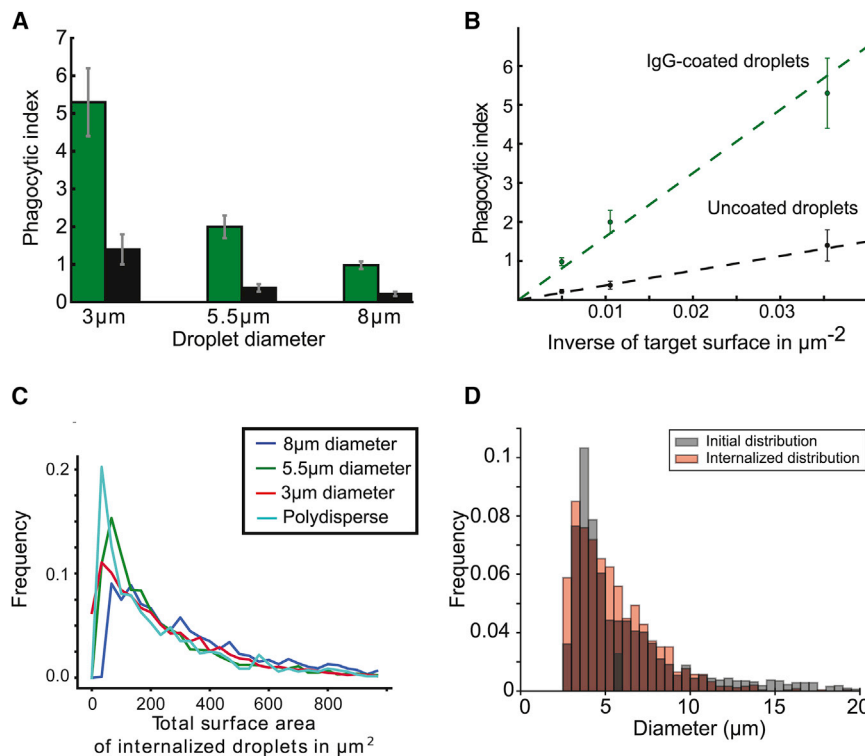 A
Phagocytic index
7
6
5
4
3
2
1
0
3µm
5.5µm
8µm
Droplet diameter
B
Phagocytic index
6
5
4
3
2
1
IgG-coated droplets
Uncoated droplets
0.01
0.02
0.03
Inverse of target surface in µm-2
C
Frequency
0.2
0.1
0.0
8µm diameter
5.5µm diameter
3µm diameter
Polydisperse
0
200
400
600
800
Total surface area
of internalized droplets in µm2
D
Frequency
0.1
0.08
0.06
0.04
0.02
0
Initial distribution
Internalized distribution
0
5
10
15
20
Diameter (µm)